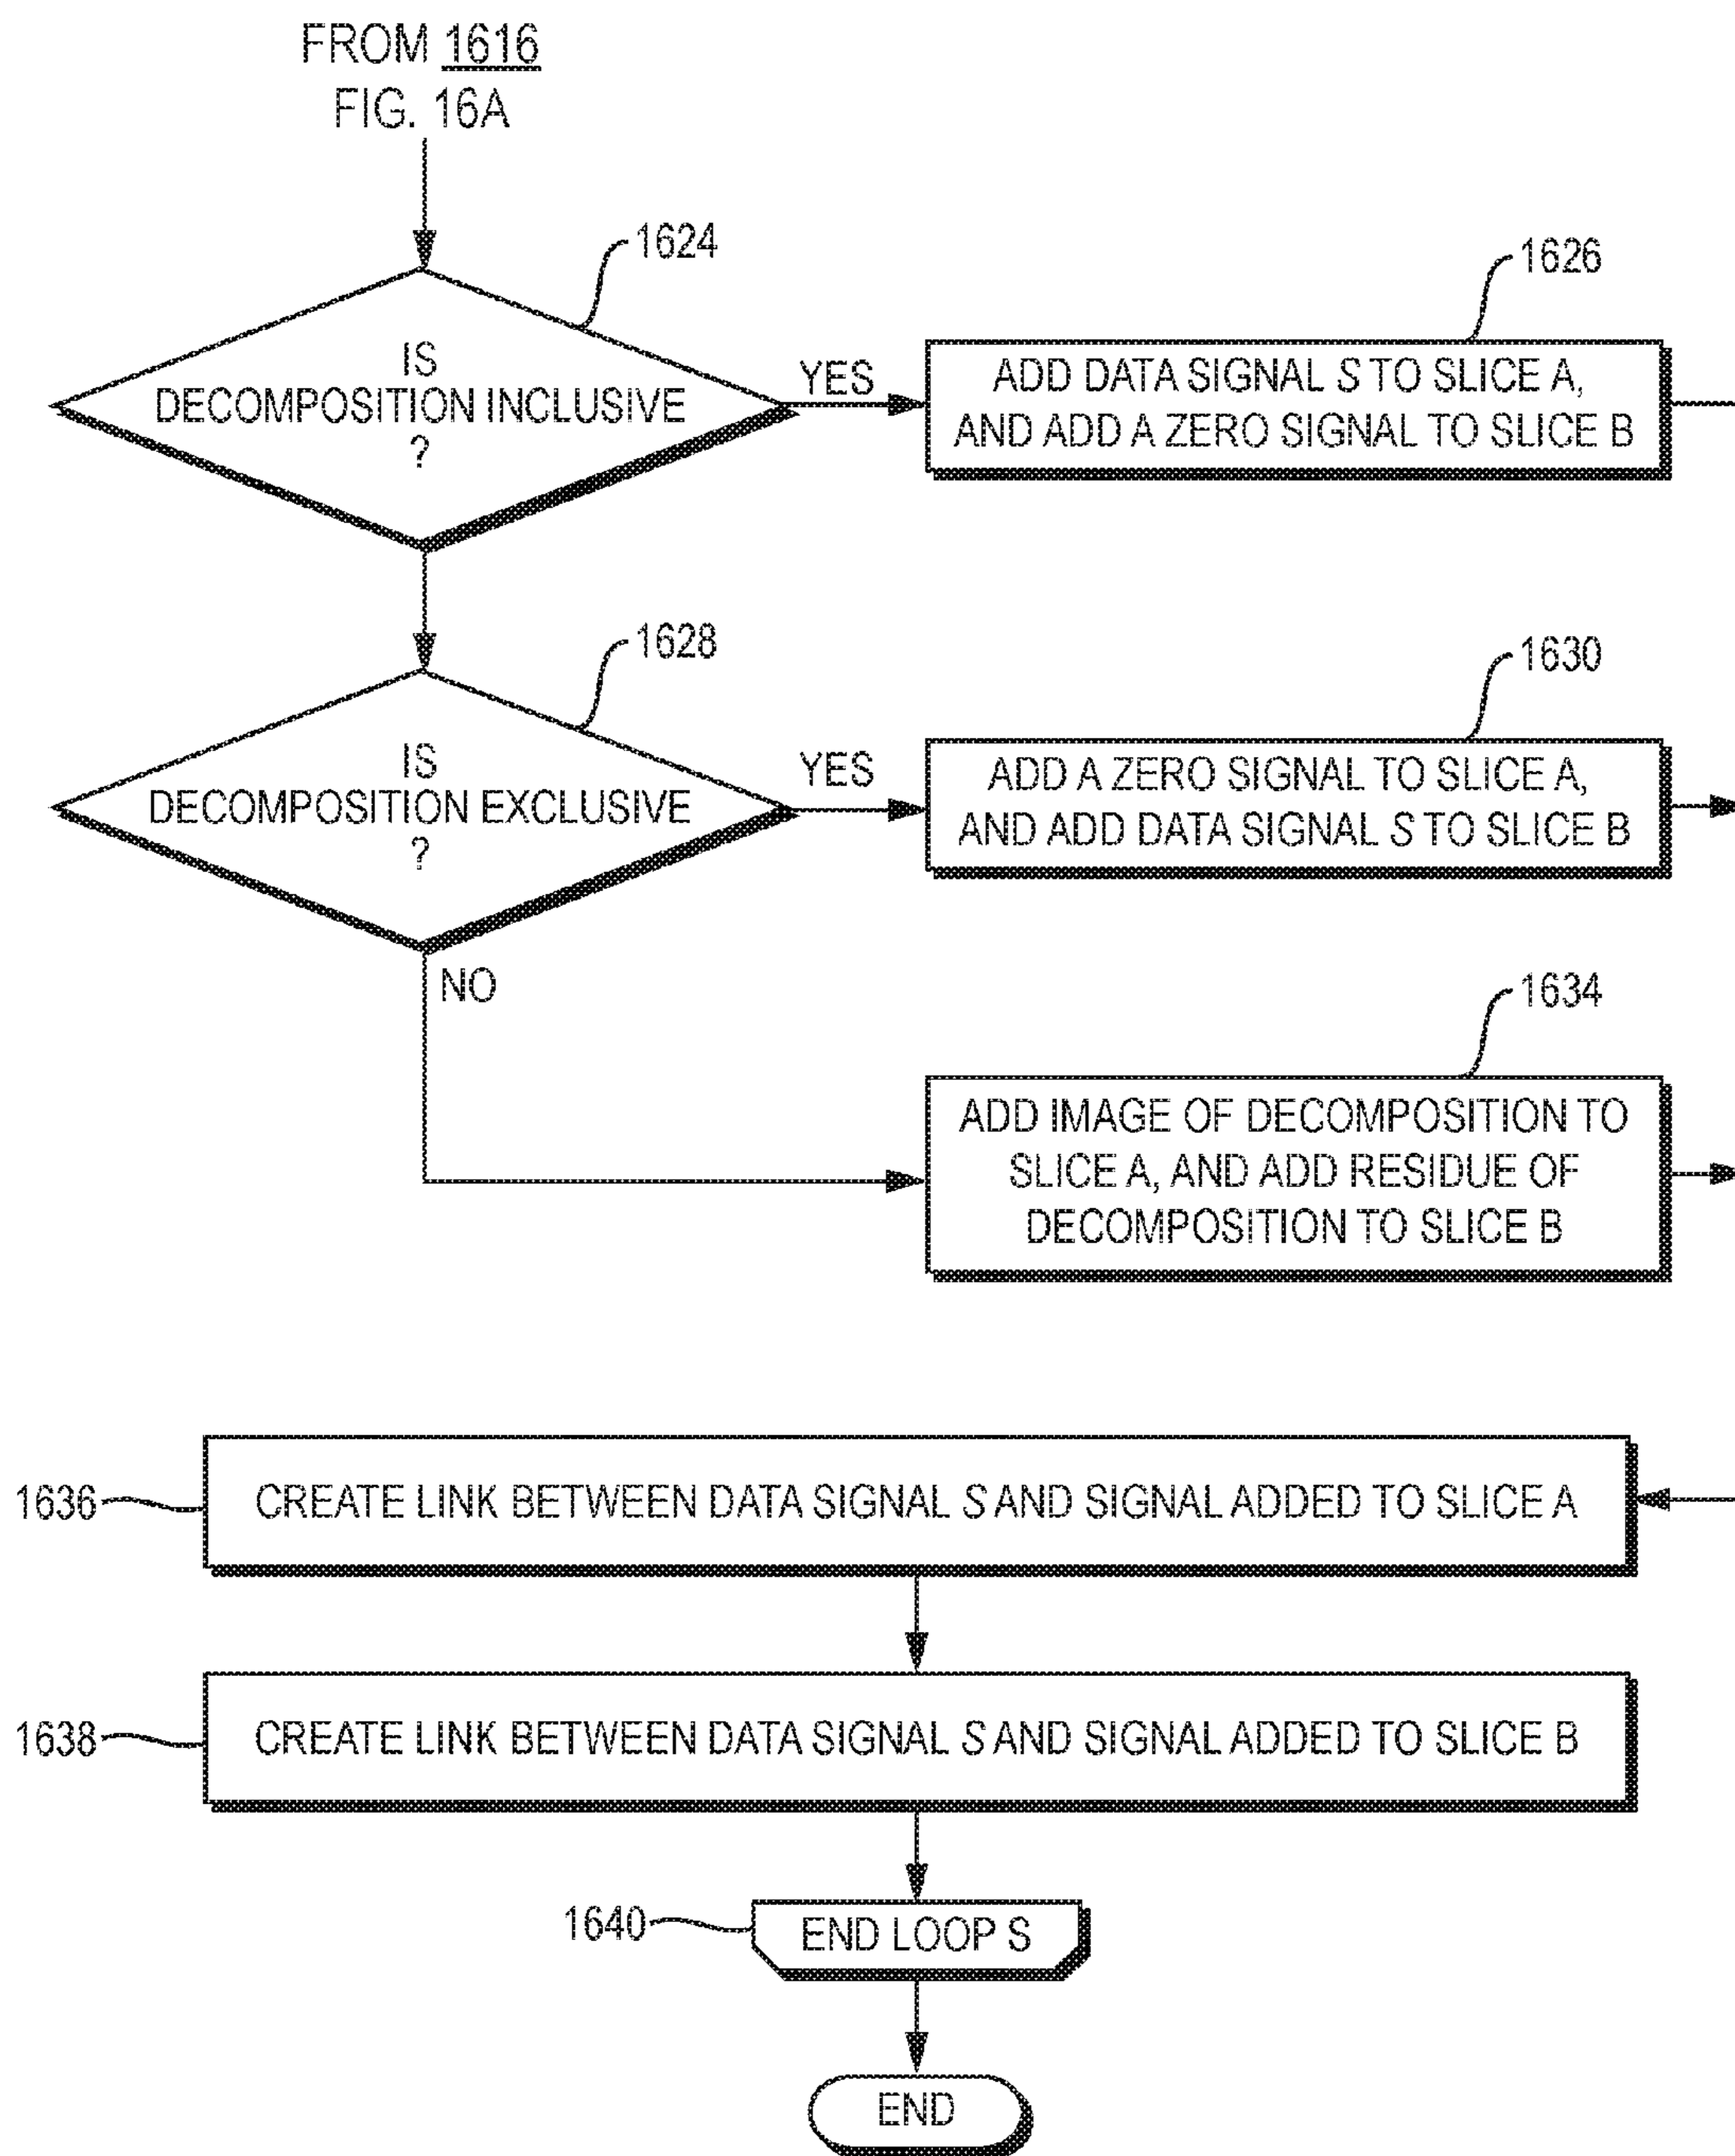 FROM 1616
FIG. 16A
1624
IS
DECOMPOSITION INCLUSIVE
?
YES
1626
ADD DATA SIGNAL S TO SLICE A,
AND ADD A ZERO SIGNAL TO SLICE B
1628
IS
DECOMPOSITION EXCLUSIVE
?
YES
1630
ADD A ZERO SIGNAL TO SLICE A,
AND ADD DATA SIGNAL S TO SLICE B
NO
1634
ADD IMAGE OF DECOMPOSITION TO
SLICE A, AND ADD RESIDUE OF
DECOMPOSITION TO SLICE B
1636
CREATE LINK BETWEEN DATA SIGNAL S AND SIGNAL ADDED TO SLICE A
1638
CREATE LINK BETWEEN DATA SIGNAL S AND SIGNAL ADDED TO SLICE B
1640
END LOOP S
END